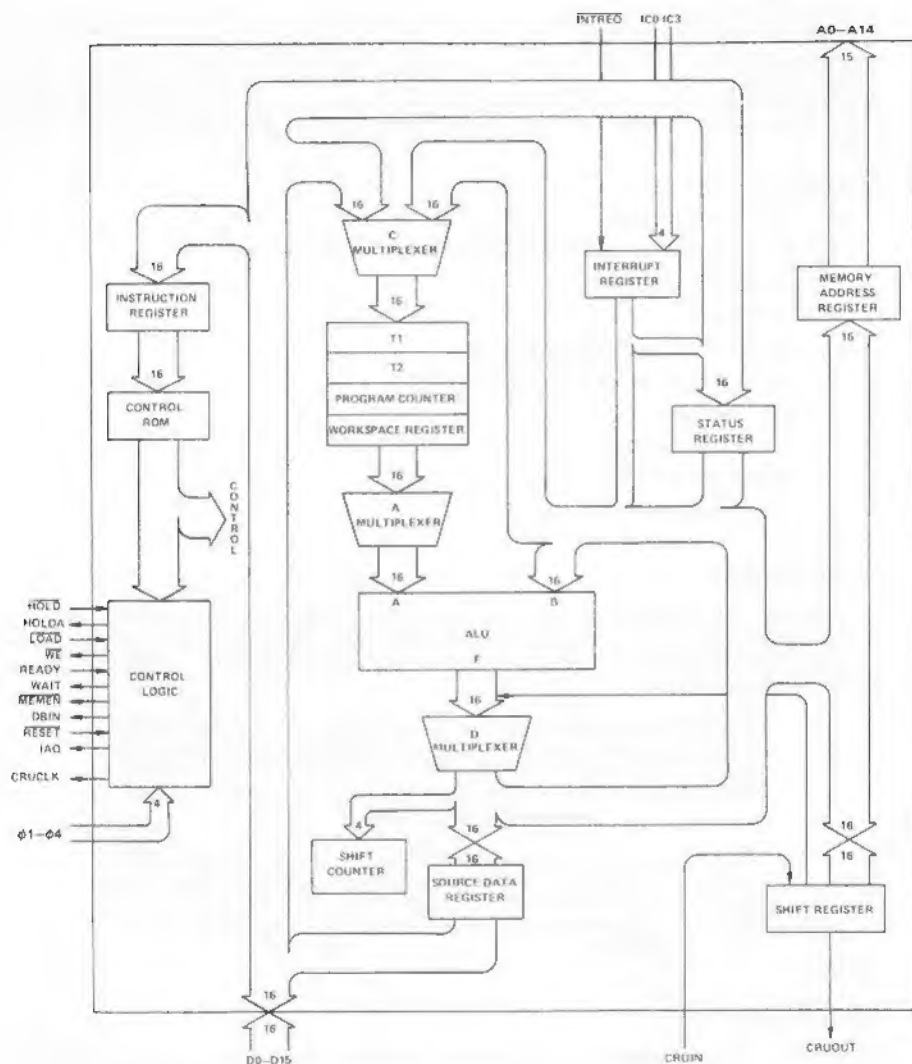 INTREQ IC0 IC3
A0–A14
15
16 16
C
MULTIPLEXER
4
16
INSTRUCTION
REGISTER
INTERRUPT
REGISTER
MEMORY
ADDRESS
REGISTER
16
T1
T2
PROGRAM COUNTER
WORKSPACE REGISTER
16
16
CONTROL
ROM
16
STATUS
REGISTER
16
A
MULTIPLEXER
CONTROL
16 16
A B
ALU
F
HOLD
HOLDA
LOAD
WE
READY
WAIT
MEMEN
DBIN
RESET
IAQ
CRUCLK
CONTROL
LOGIC
16
D
MULTIPLEXER
4
ϕ1–ϕ4
4
SHIFT
COUNTER
16
16
SOURCE DATA
REGISTER
16
16
SHIFT REGISTER
16
16
D0–D15
CRUIN
CRUOUT